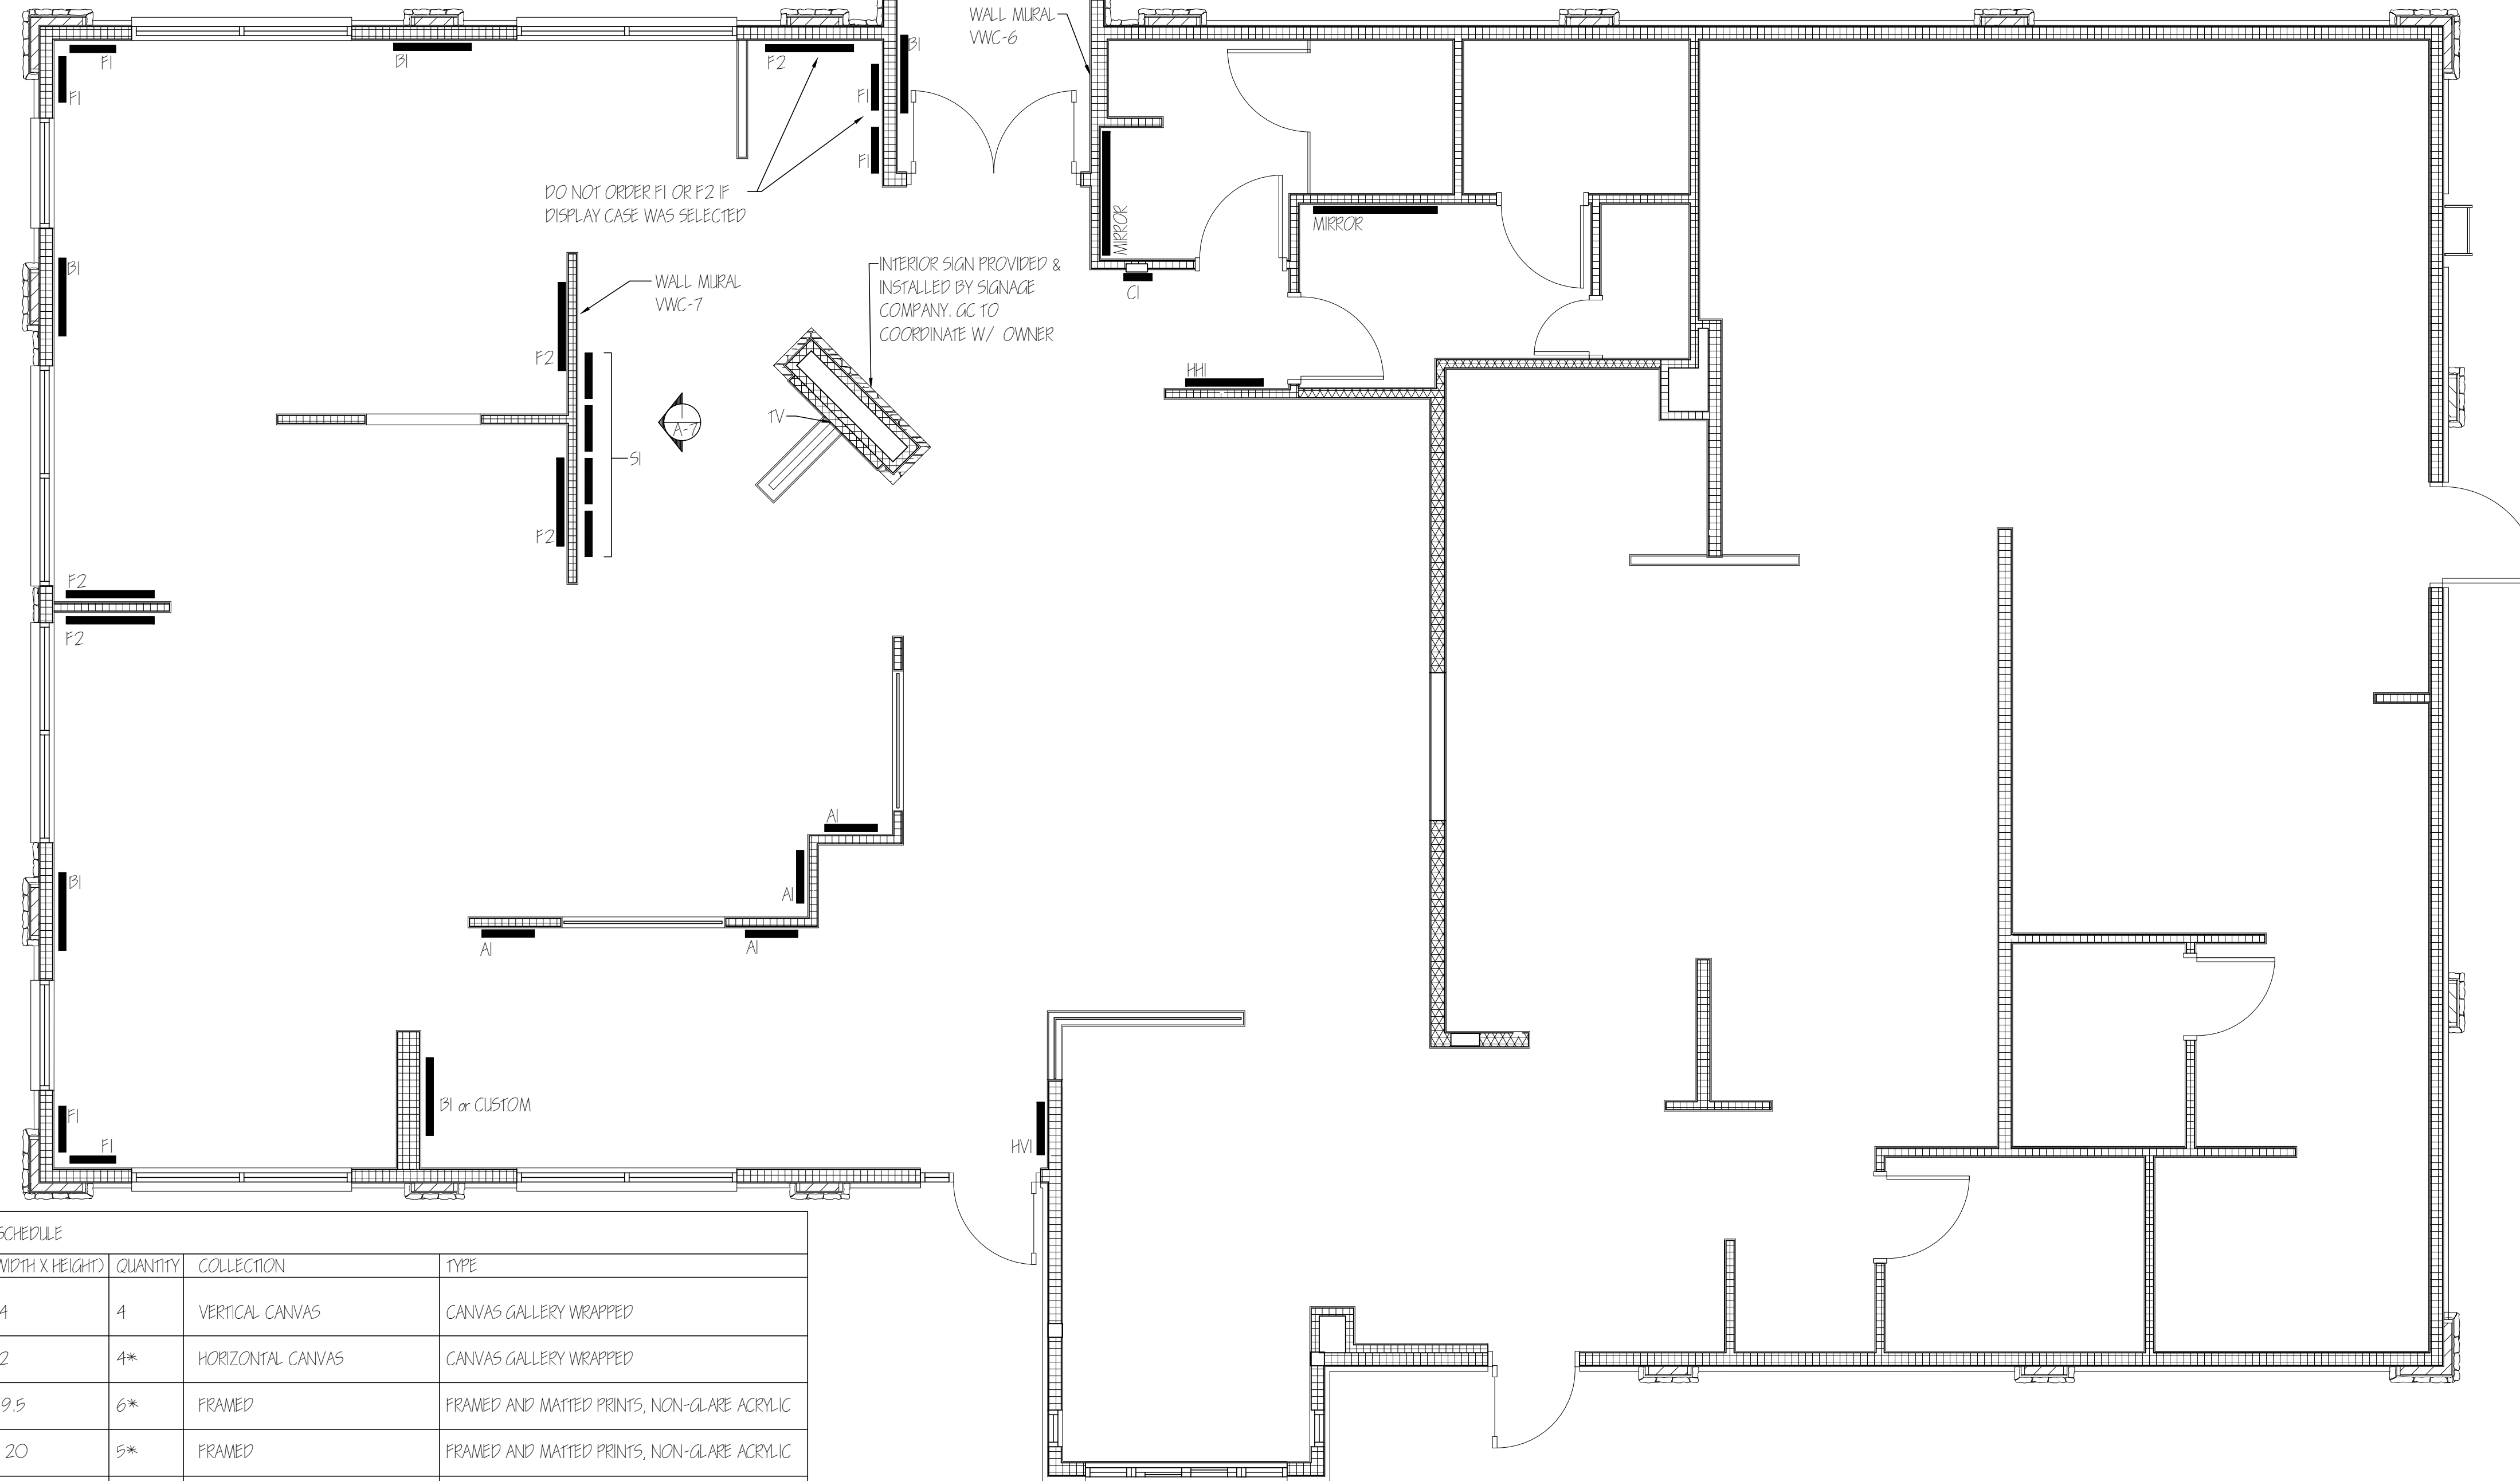 WALL MURAL
VWC-6
F1
B1
F2
B1
F1
F1
F1
DO NOT ORDER F1 OR F2 IF
DISPLAY CASE WAS SELECTED
MIRROR
MIRROR
B1
WALL MURAL
VWC-7
INTERIOR SIGN PROVIDED &
INSTALLED BY SIGNAGE
COMPANY. GC TO
COORDINATE W/ OWNER
C1
F2
HH1
TV
A-7
S1
F2
F2
F2
A1
A1
B1
A1
A1
B1 or CUSTOM
F1
F1
HV1
SCHEDULE
WIDTH X HEIGHT) QUANTITY COLLECTION TYPE
4 4 VERTICAL CANVAS CANVAS GALLERY WRAPPED
2 4* HORIZONTAL CANVAS CANVAS GALLERY WRAPPED
9.5 6* FRAMED FRAMED AND MATTED PRINTS, NON-GLARE ACRYLIC
20 5* FRAMED FRAMED AND MATTED PRINTS, NON-GLARE ACRYLIC